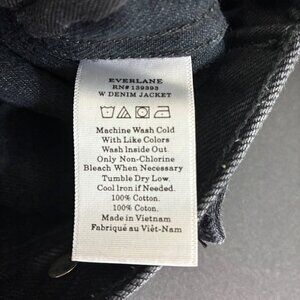 EVERLANE
RN# 139393
W DENIM JACKET
Machine Wash Cold
With Like Colors
Wash Inside Out.
Only Non-Chlorine
Bleach When Necessary
Tumble Dry Low.
Cool Iron if Needed.
100% Cotton.
100% Coton.
Made in Vietnam
Fabriqué au Viêt-Nam